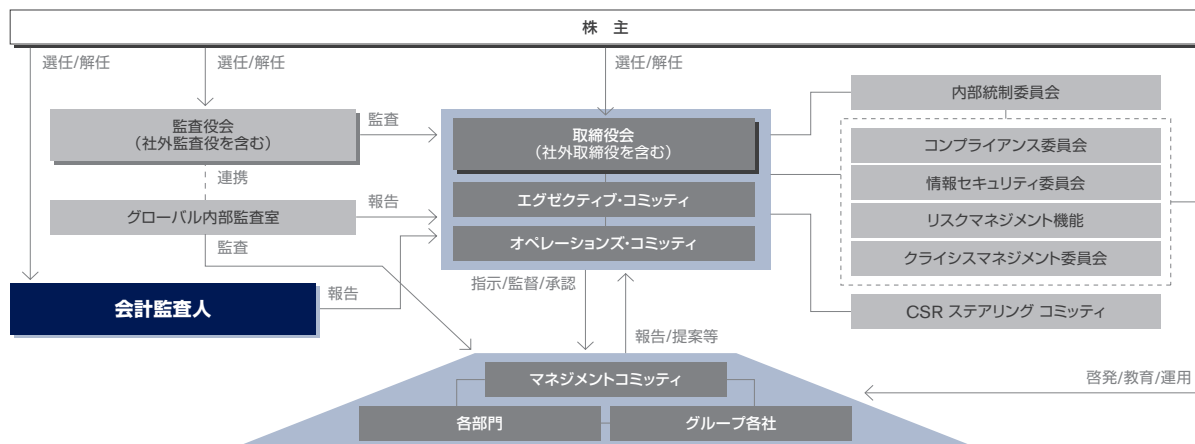 株 主
選任/解任
選任/解任
選任/解任
監査役会
(社外監査役を含む)
監査
取締役会
(社外取締役を含む)
内部統制委員会
コンプライアンス委員会
連携
情報セキュリティ委員会
グローバル内部監査室
報告
エグゼクティブ・コミッティ
リスクマネジメント機能
監査
オペレーションズ・コミッティ
クライシスマネジメント委員会
会計監査人
報告
指示/監督/承認
CSR ステアリング コミッティ
報告/提案等
マネジメントコミッティ
啓発/教育/運用
各部門
グループ各社